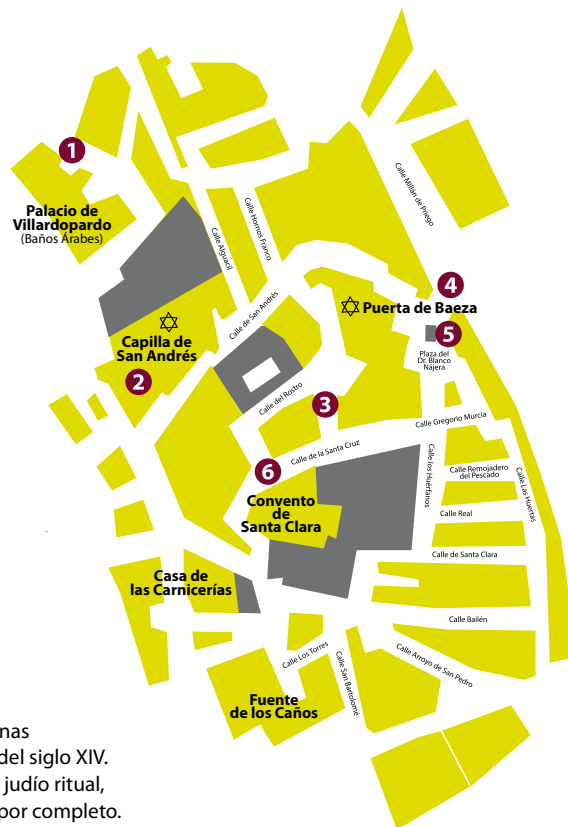 1
Palacio de
Villardopardo
(Baños Árabes)
Calle Millán de Priego
Calle Hornos Franco
Calle Alguacil
4
Puerta de Baeza
5
Plaza del
Dr. Blanco
Nájera
Calle de San Andrés
Capilla de
San Andrés
2
Calle del Rostro
3
Calle Gregorio Murcia
Calle de la Santa Cruz
6
Convento
de
Santa Clara
Calle los Huérfanos
Calle Remojadero
del Pescado
Calle Las Huertas
Calle Real
Calle de Santa Clara
Casa de
las Carnicerías
Calle Bailén
Calle Los Torres
Calle San Bartolomé
Calle Arroyo de San Pedro
Fuente
de los Caños
nas
del siglo XIV.
judío ritual,
por completo.